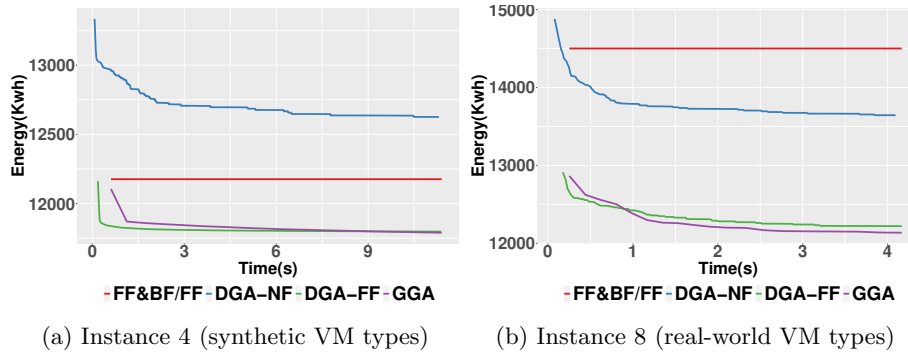 Energy(Kwh)
13000
12500
12000
0 3 6 9
Time(s)
FF&BF/FF DGA−NF DGA−FF GGA
(a) Instance 4 (synthetic VM types)
Energy(Kwh)
15000
14000
13000
12000
0 1 2 3 4
Time(s)
FF&BF/FF DGA−NF DGA−FF GGA
(b) Instance 8 (real-world VM types)